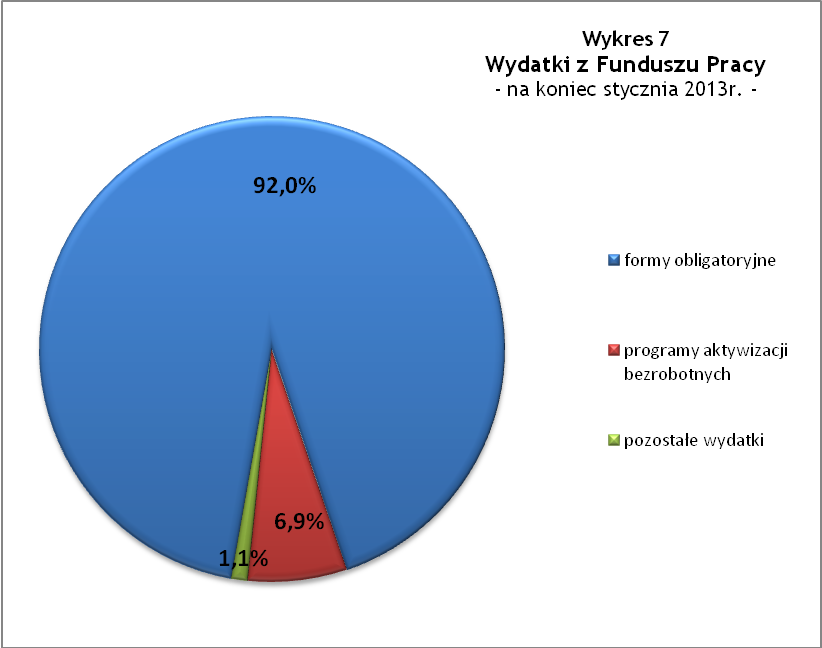 Wykres 7
Wydatki z Funduszu Pracy
- na koniec stycznia 2013r. -
92,0%
formy obligatoryjne
programy aktywizacji
bezrobotnych
pozostałe wydatki
6,9%
1,1%